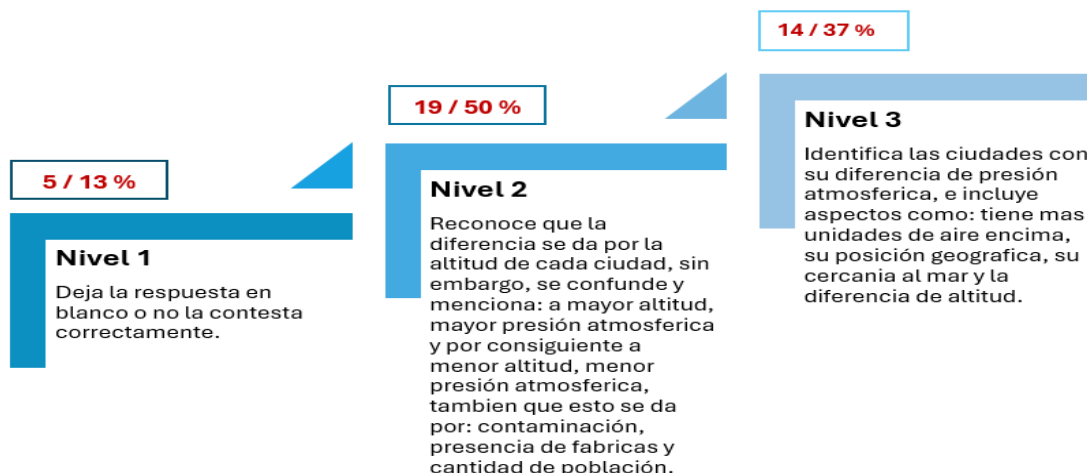 5 / 13 %
Nivel 1
Deja la respuesta en
blanco o no la contesta
correctamente.
19 / 50 %
Nivel 2
Reconoce que la
diferencia se da por la
altitud de cada ciudad, sin
embargo, se confunde y
menciona: a mayor altitud,
mayor presión atmosferica
y por consiguiente a
menor altitud, menor
presión atmosferica,
tambien que esto se da
por: contaminación,
presencia de fabricas y
cantidad de población.
14 / 37 %
Nivel 3
Identifica las ciudades con
su diferencia de presión
atmosferica, e incluye
aspectos como: tiene mas
unidades de aire encima,
su posición geografica, su
cercania al mar y la
diferencia de altitud.